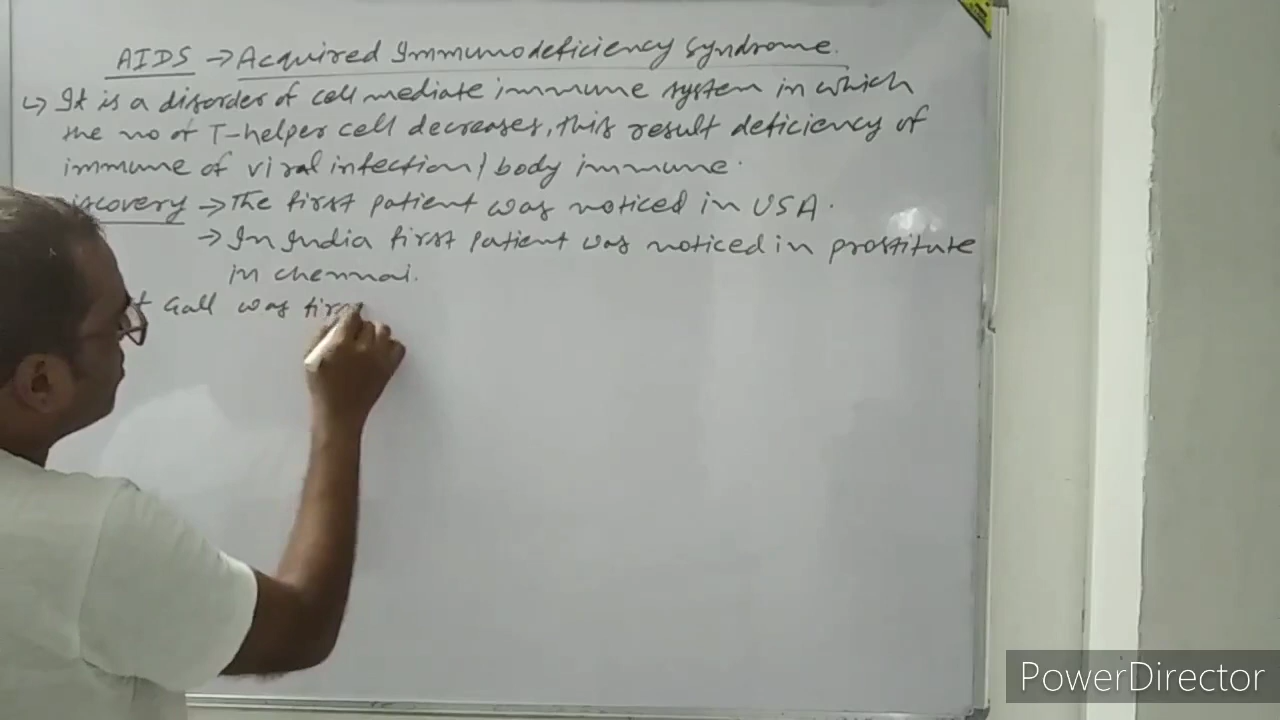 AIDS → Acquired Immunodeficiency Syndrome.
↳ It is a disorder of cell mediate immune system in which
the no of T-helper cell decreases, this result deficiency of
immune of viral infection/body immune.
iscovery → The first patient was noticed in USA.
→ In India first patient was noticed in prostitute
in chennai.
Gall was firs
PowerDirector